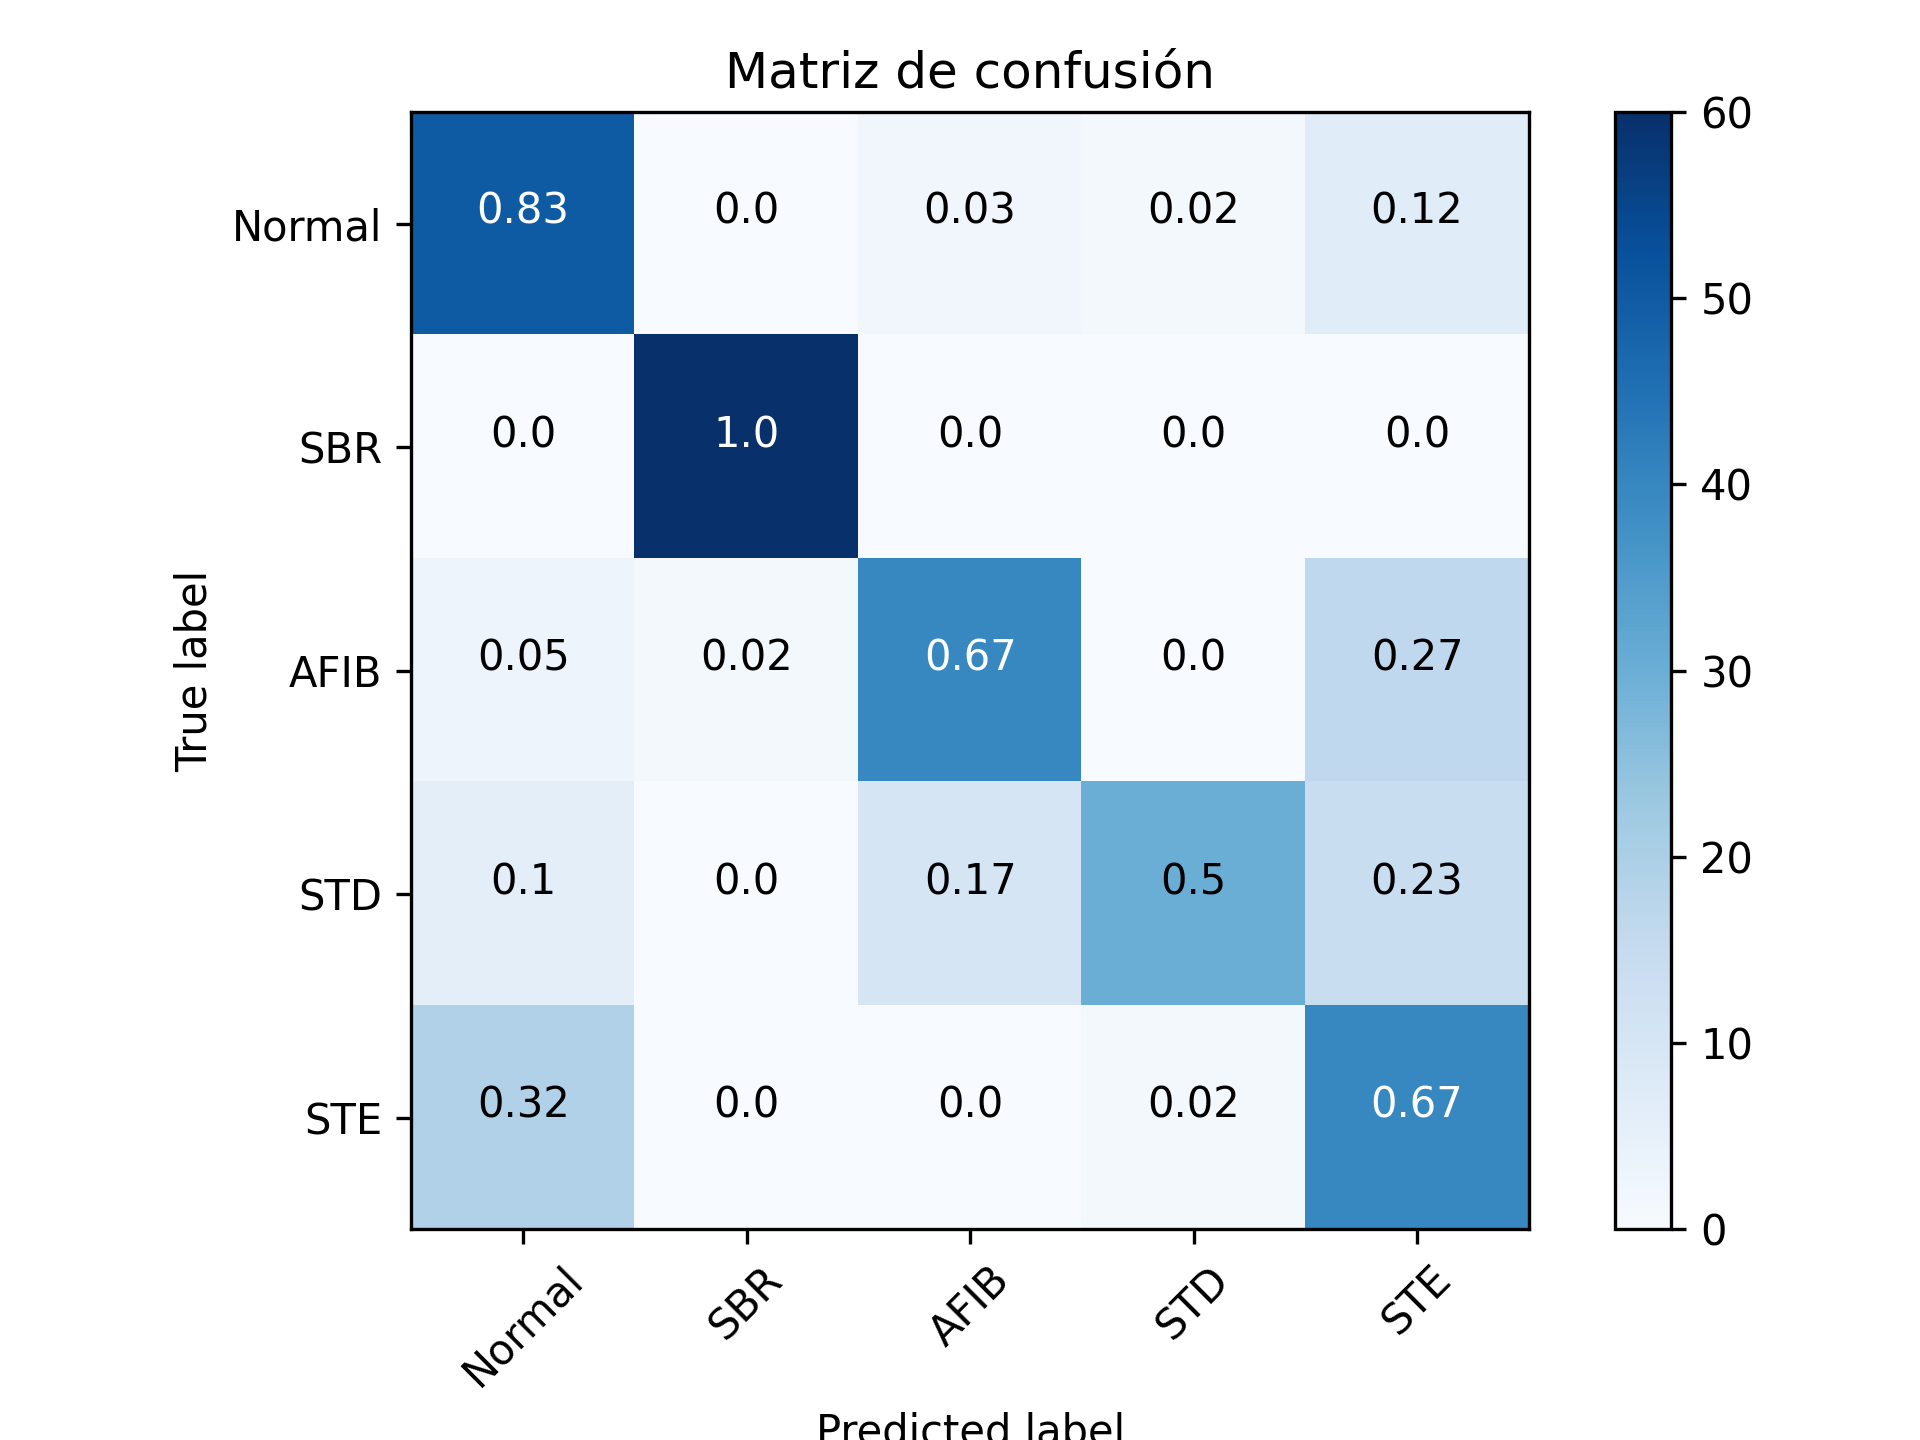 Matriz de confusión
Normal 0.83 0.0 0.03 0.02 0.12
SBR 0.0 1.0 0.0 0.0 0.0
AFIB 0.05 0.02 0.67 0.0 0.27
STD 0.1 0.0 0.17 0.5 0.23
STE 0.32 0.0 0.0 0.02 0.67
True label
Normal SBR AFIB STD STE
Predicted label
60
50
40
30
20
10
0